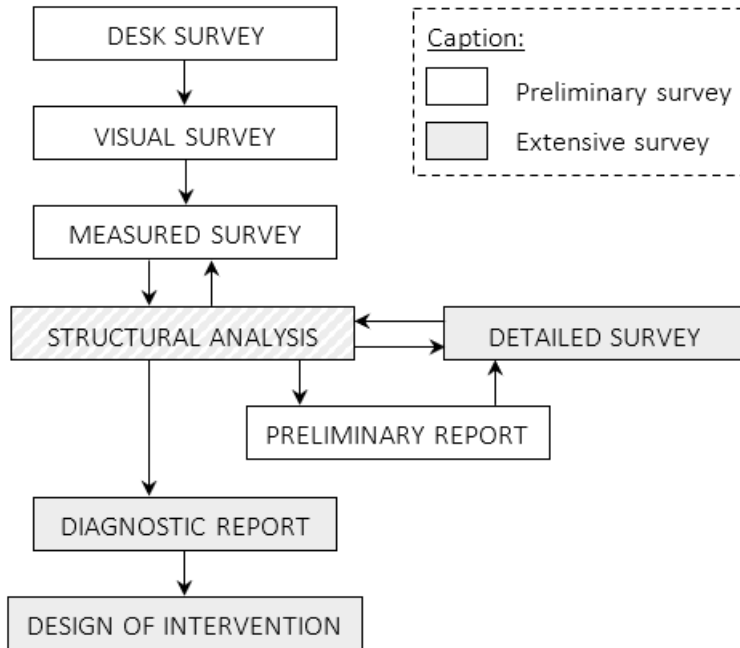 DESK SURVEY
Caption:
Preliminary survey
VISUAL SURVEY
Extensive survey
MEASURED SURVEY
STRUCTURAL ANALYSIS
DETAILED SURVEY
PRELIMINARY REPORT
DIAGNOSTIC REPORT
DESIGN OF INTERVENTION